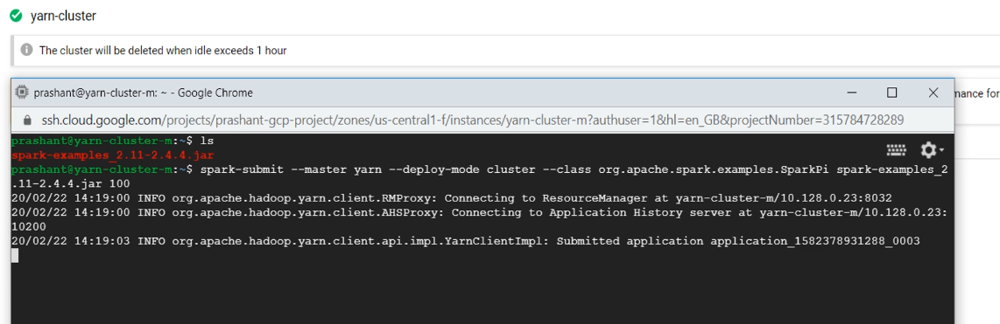 yarn-cluster
The cluster will be deleted when idle exceeds 1 hour
prashant@yarn-cluster-m: ~ - Google Chrome
mance for
ssh.cloud.google.com/projects/prashant-gcp-project/zones/us-central1-f/instances/yarn-cluster-m?authuser=1&hl=en_GB&projectNumber=315784728289
prashant@yarn-cluster-m:~$ ls
spark-examples_2.11-2.4.4.jar
prashant@yarn-cluster-m:~$ spark-submit --master yarn --deploy-mode cluster --class org.apache.spark.examples.SparkPi spark-examples_2
.11-2.4.4.jar 100
20/02/22 14:19:00 INFO org.apache.hadoop.yarn.client.RMProxy: Connecting to ResourceManager at yarn-cluster-m/10.128.0.23:8032
20/02/22 14:19:00 INFO org.apache.hadoop.yarn.client.AHSProxy: Connecting to Application History server at yarn-cluster-m/10.128.0.23:
10200
20/02/22 14:19:03 INFO org.apache.hadoop.yarn.client.api.impl.YarnClientImpl: Submitted application application_1582378931288_0003